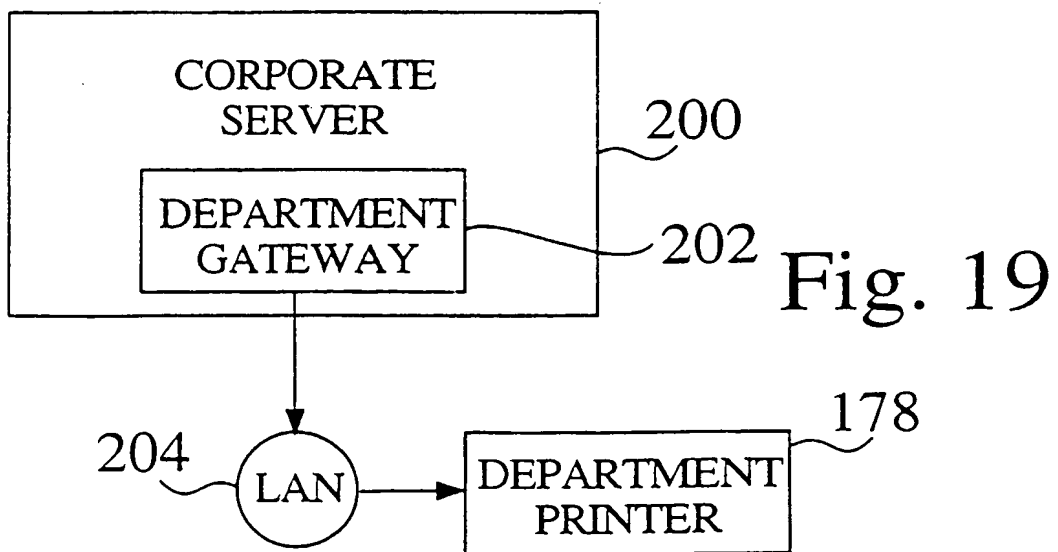 CORPORATE
SERVER
200
DEPARTMENT
GATEWAY
202
Fig. 19
178
204
LAN
DEPARTMENT
PRINTER